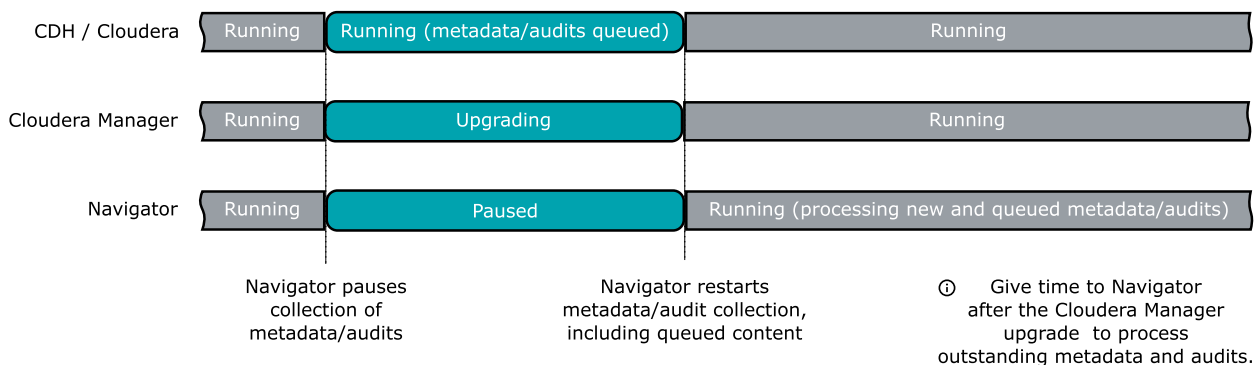 CDH / Cloudera Running Running (metadata/audits queued) Running
Cloudera Manager Running Upgrading Running
Navigator Running Paused Running (processing new and queued metadata/audits)
Navigator pauses
collection of
metadata/audits
Navigator restarts
metadata/audit collection,
including queued content
Give time to Navigator
after the Cloudera Manager
upgrade to process
outstanding metadata and audits.